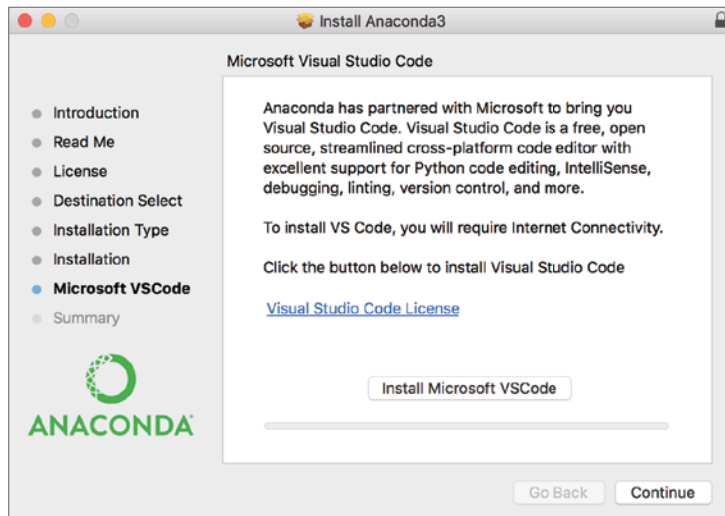 Install Anaconda3
Microsoft Visual Studio Code
Introduction
Read Me
License
Destination Select
Installation Type
Installation
Microsoft VSCode
Summary
ANACONDA
Anaconda has partnered with Microsoft to bring you
Visual Studio Code. Visual Studio Code is a free, open
source, streamlined cross-platform code editor with
excellent support for Python code editing, IntelliSense,
debugging, linting, version control, and more.
To install VS Code, you will require Internet Connectivity.
Click the button below to install Visual Studio Code
Visual Studio Code License
Install Microsoft VSCode
Go Back
Continue